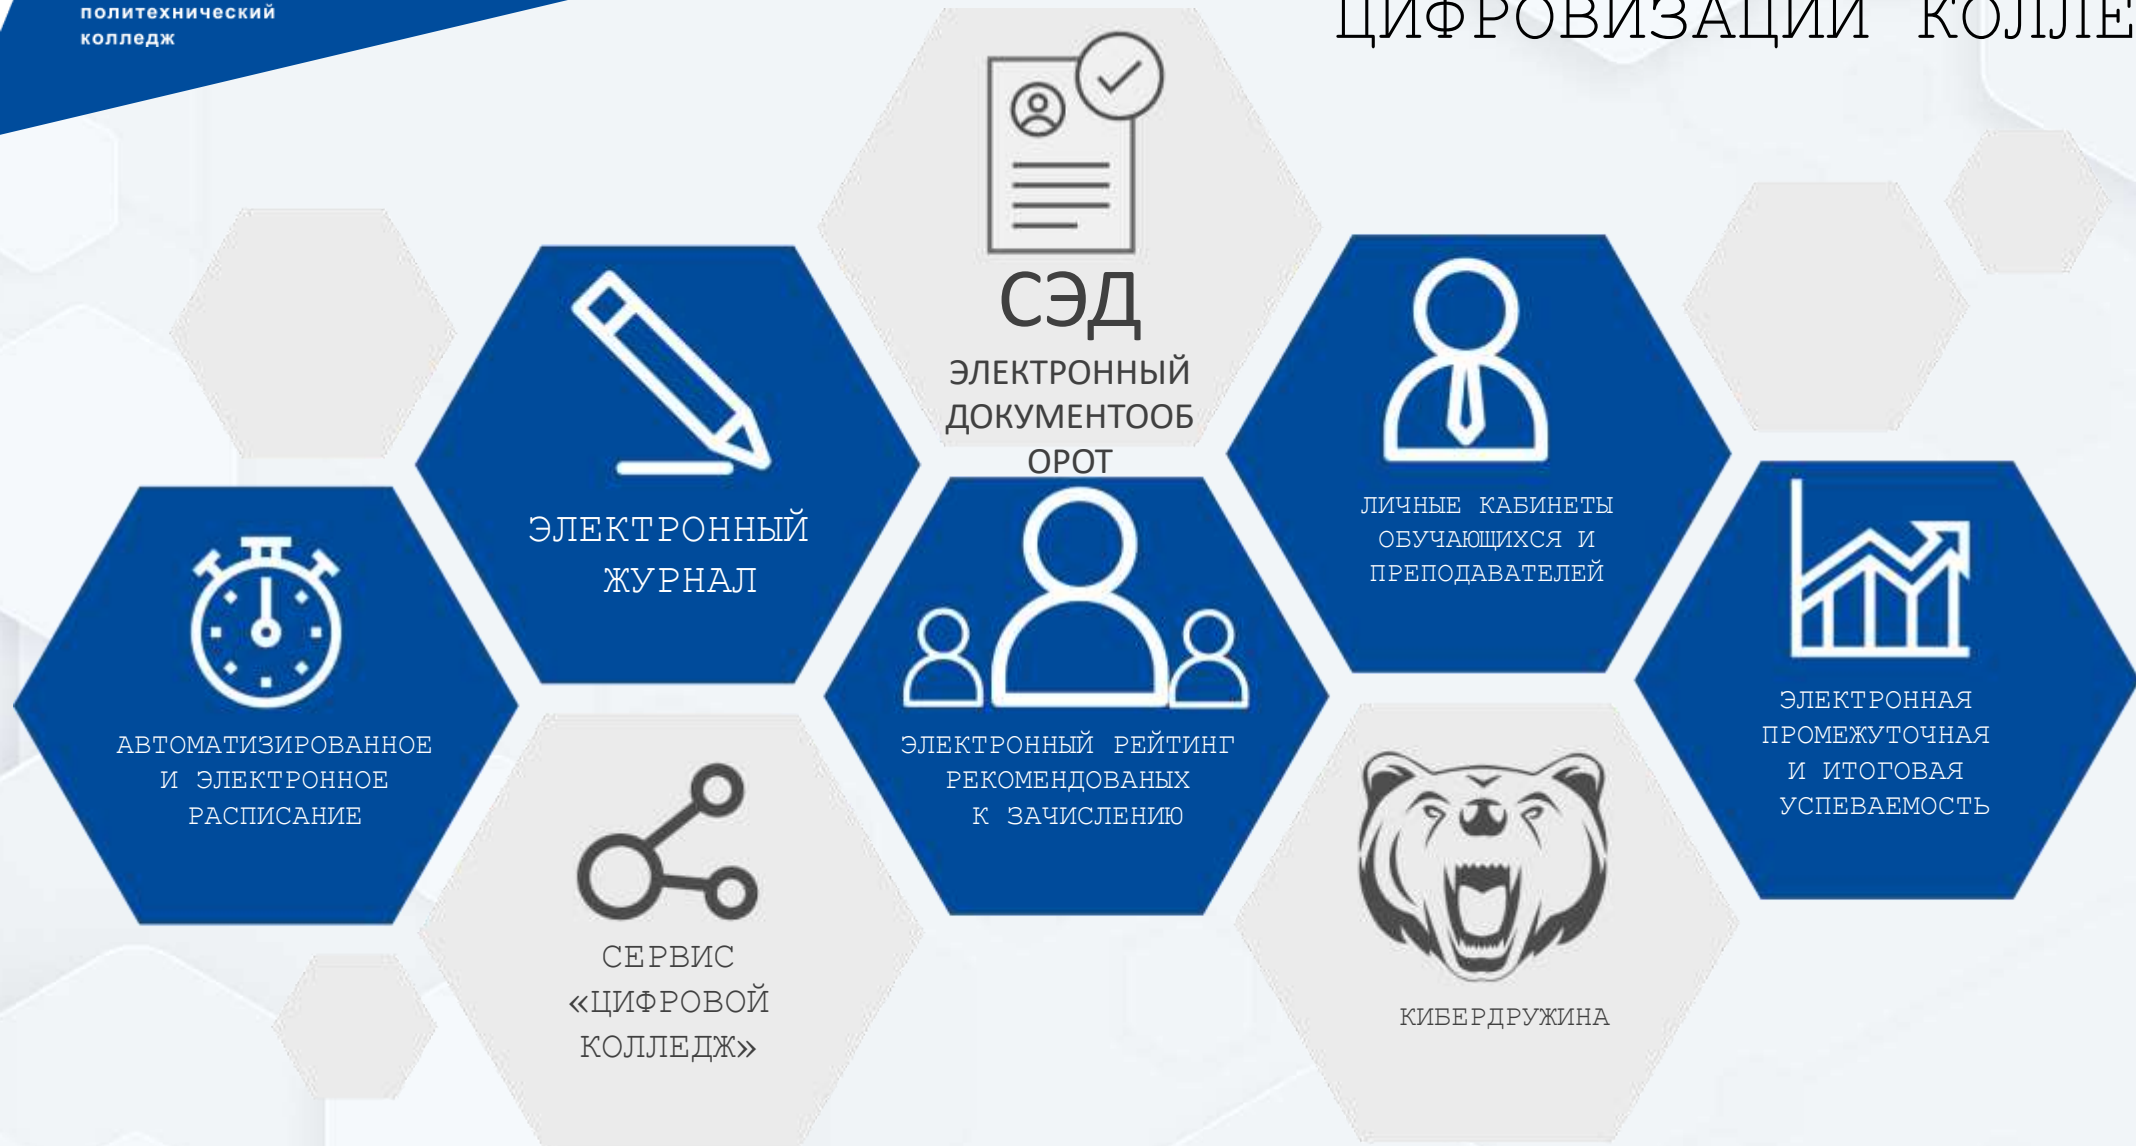 политехнический
колледж
ЦИФРОВИЗАЦИИ КОЛЛЕ
СЭД
ЭЛЕКТРОННЫЙ
ДОКУМЕНТООБ
ОРОТ
ЭЛЕКТРОННЫЙ
ЖУРНАЛ
ЛИЧНЫЕ КАБИНЕТЫ
ОБУЧАЮЩИХСЯ И
ПРЕПОДАВАТЕЛЕЙ
АВТОМАТИЗИРОВАННОЕ
И ЭЛЕКТРОННОЕ
РАСПИСАНИЕ
ЭЛЕКТРОННЫЙ РЕЙТИНГ
РЕКОМЕНДОВАНЫХ
К ЗАЧИСЛЕНИЮ
ЭЛЕКТРОННАЯ
ПРОМЕЖУТОЧНАЯ
И ИТОГОВАЯ
УСПЕВАЕМОСТЬ
СЕРВИС
«ЦИФРОВОЙ
КОЛЛЕДЖ»
КИБЕРДРУЖИНА